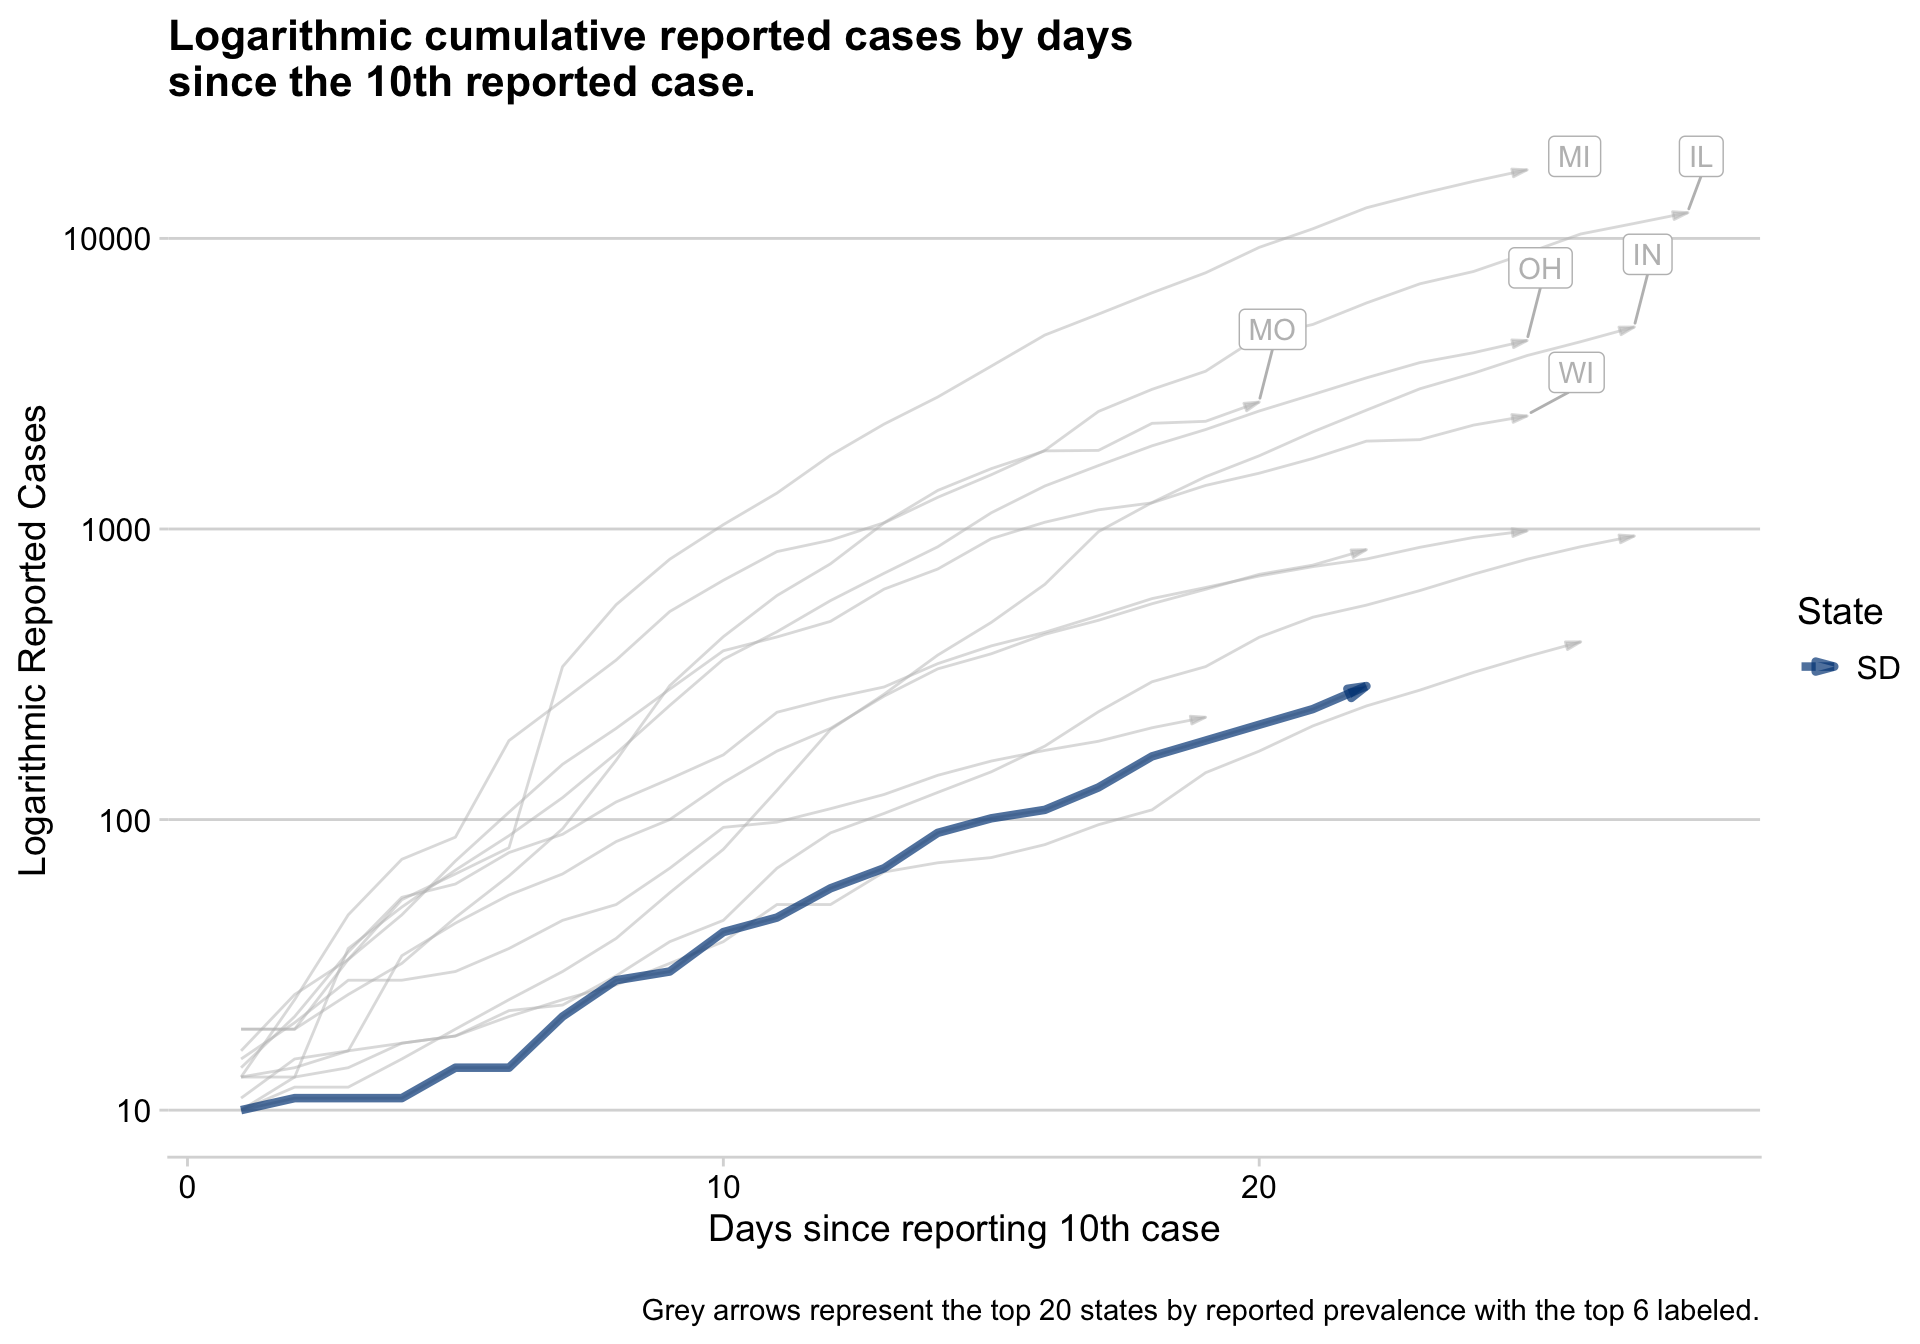 Logarithmic cumulative reported cases by days
since the 10th reported case.
MI
IL
10000
IN
OH
MO
WI
1000
Logarithmic Reported Cases
State
SD
100
10
0
10
20
Days since reporting 10th case
Grey arrows represent the top 20 states by reported prevalence with the top 6 labeled.